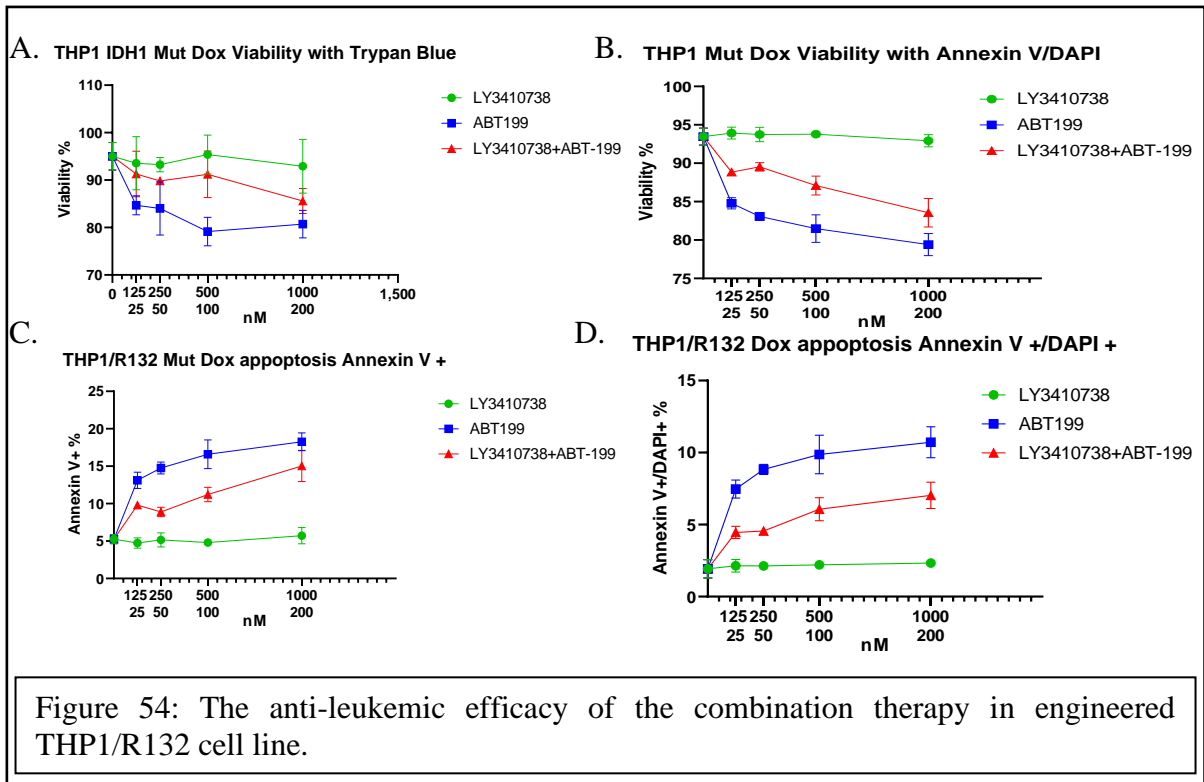 A.
THP1 IDH1 Mut Dox Viability with Trypan Blue
110
100
90
80
70
Viability %
0
125
25
250
50
500
100
1000
200
1,500
nM
LY3410738
ABT199
LY3410738+ABT-199
B.
THP1 Mut Dox Viability with Annexin V/DAPI
100
95
90
85
80
75
Viability %
125
25
250
50
500
100
1000
200
nM
LY3410738
ABT199
LY3410738+ABT-199
C.
THP1/R132 Mut Dox appoptosis Annexin V +
25
20
15
10
5
0
Annexin V+ %
125
25
250
50
500
100
1000
200
nM
LY3410738
ABT199
LY3410738+ABT-199
D.
THP1/R132 Dox appoptosis Annexin V +/DAPI +
15
10
5
0
Annexin V+/DAPI+ %
125
25
250
50
500
100
1000
200
nM
LY3410738
ABT199
LY3410738+ABT-199
Figure 54: The anti-leukemic efficacy of the combination therapy in engineered
THP1/R132 cell line.